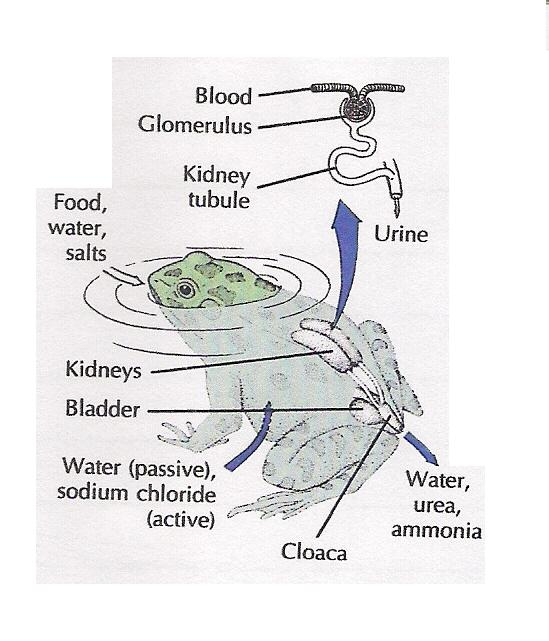 Blood
Glomerulus
Kidney
tubule
Urine
Food,
water,
salts
Kidneys
Bladder
Water (passive),
sodium chloride
(active)
Water,
urea,
ammonia
Cloaca